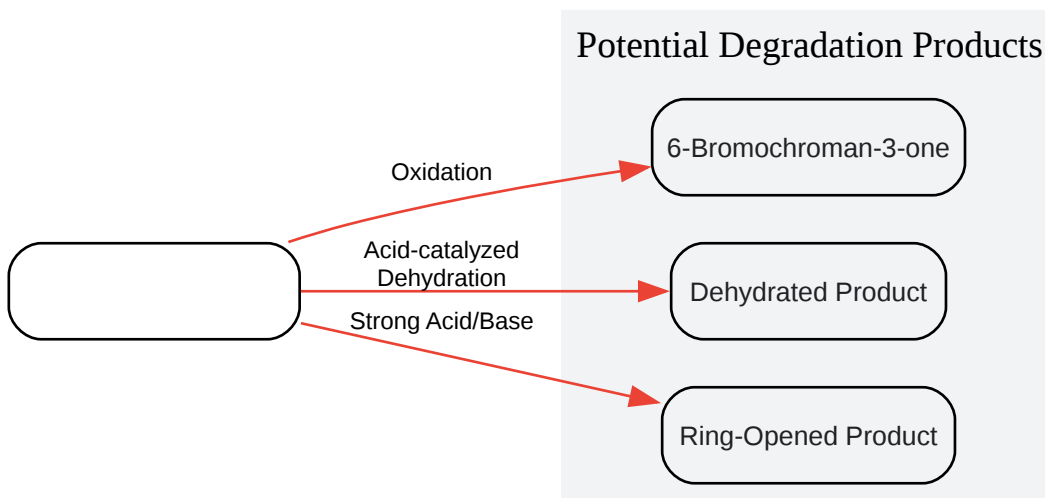 Potential Degradation Products
6-Bromochroman-3-one
Oxidation
Acid-catalyzed
Dehydration
Dehydrated Product
Strong Acid/Base
Ring-Opened Product